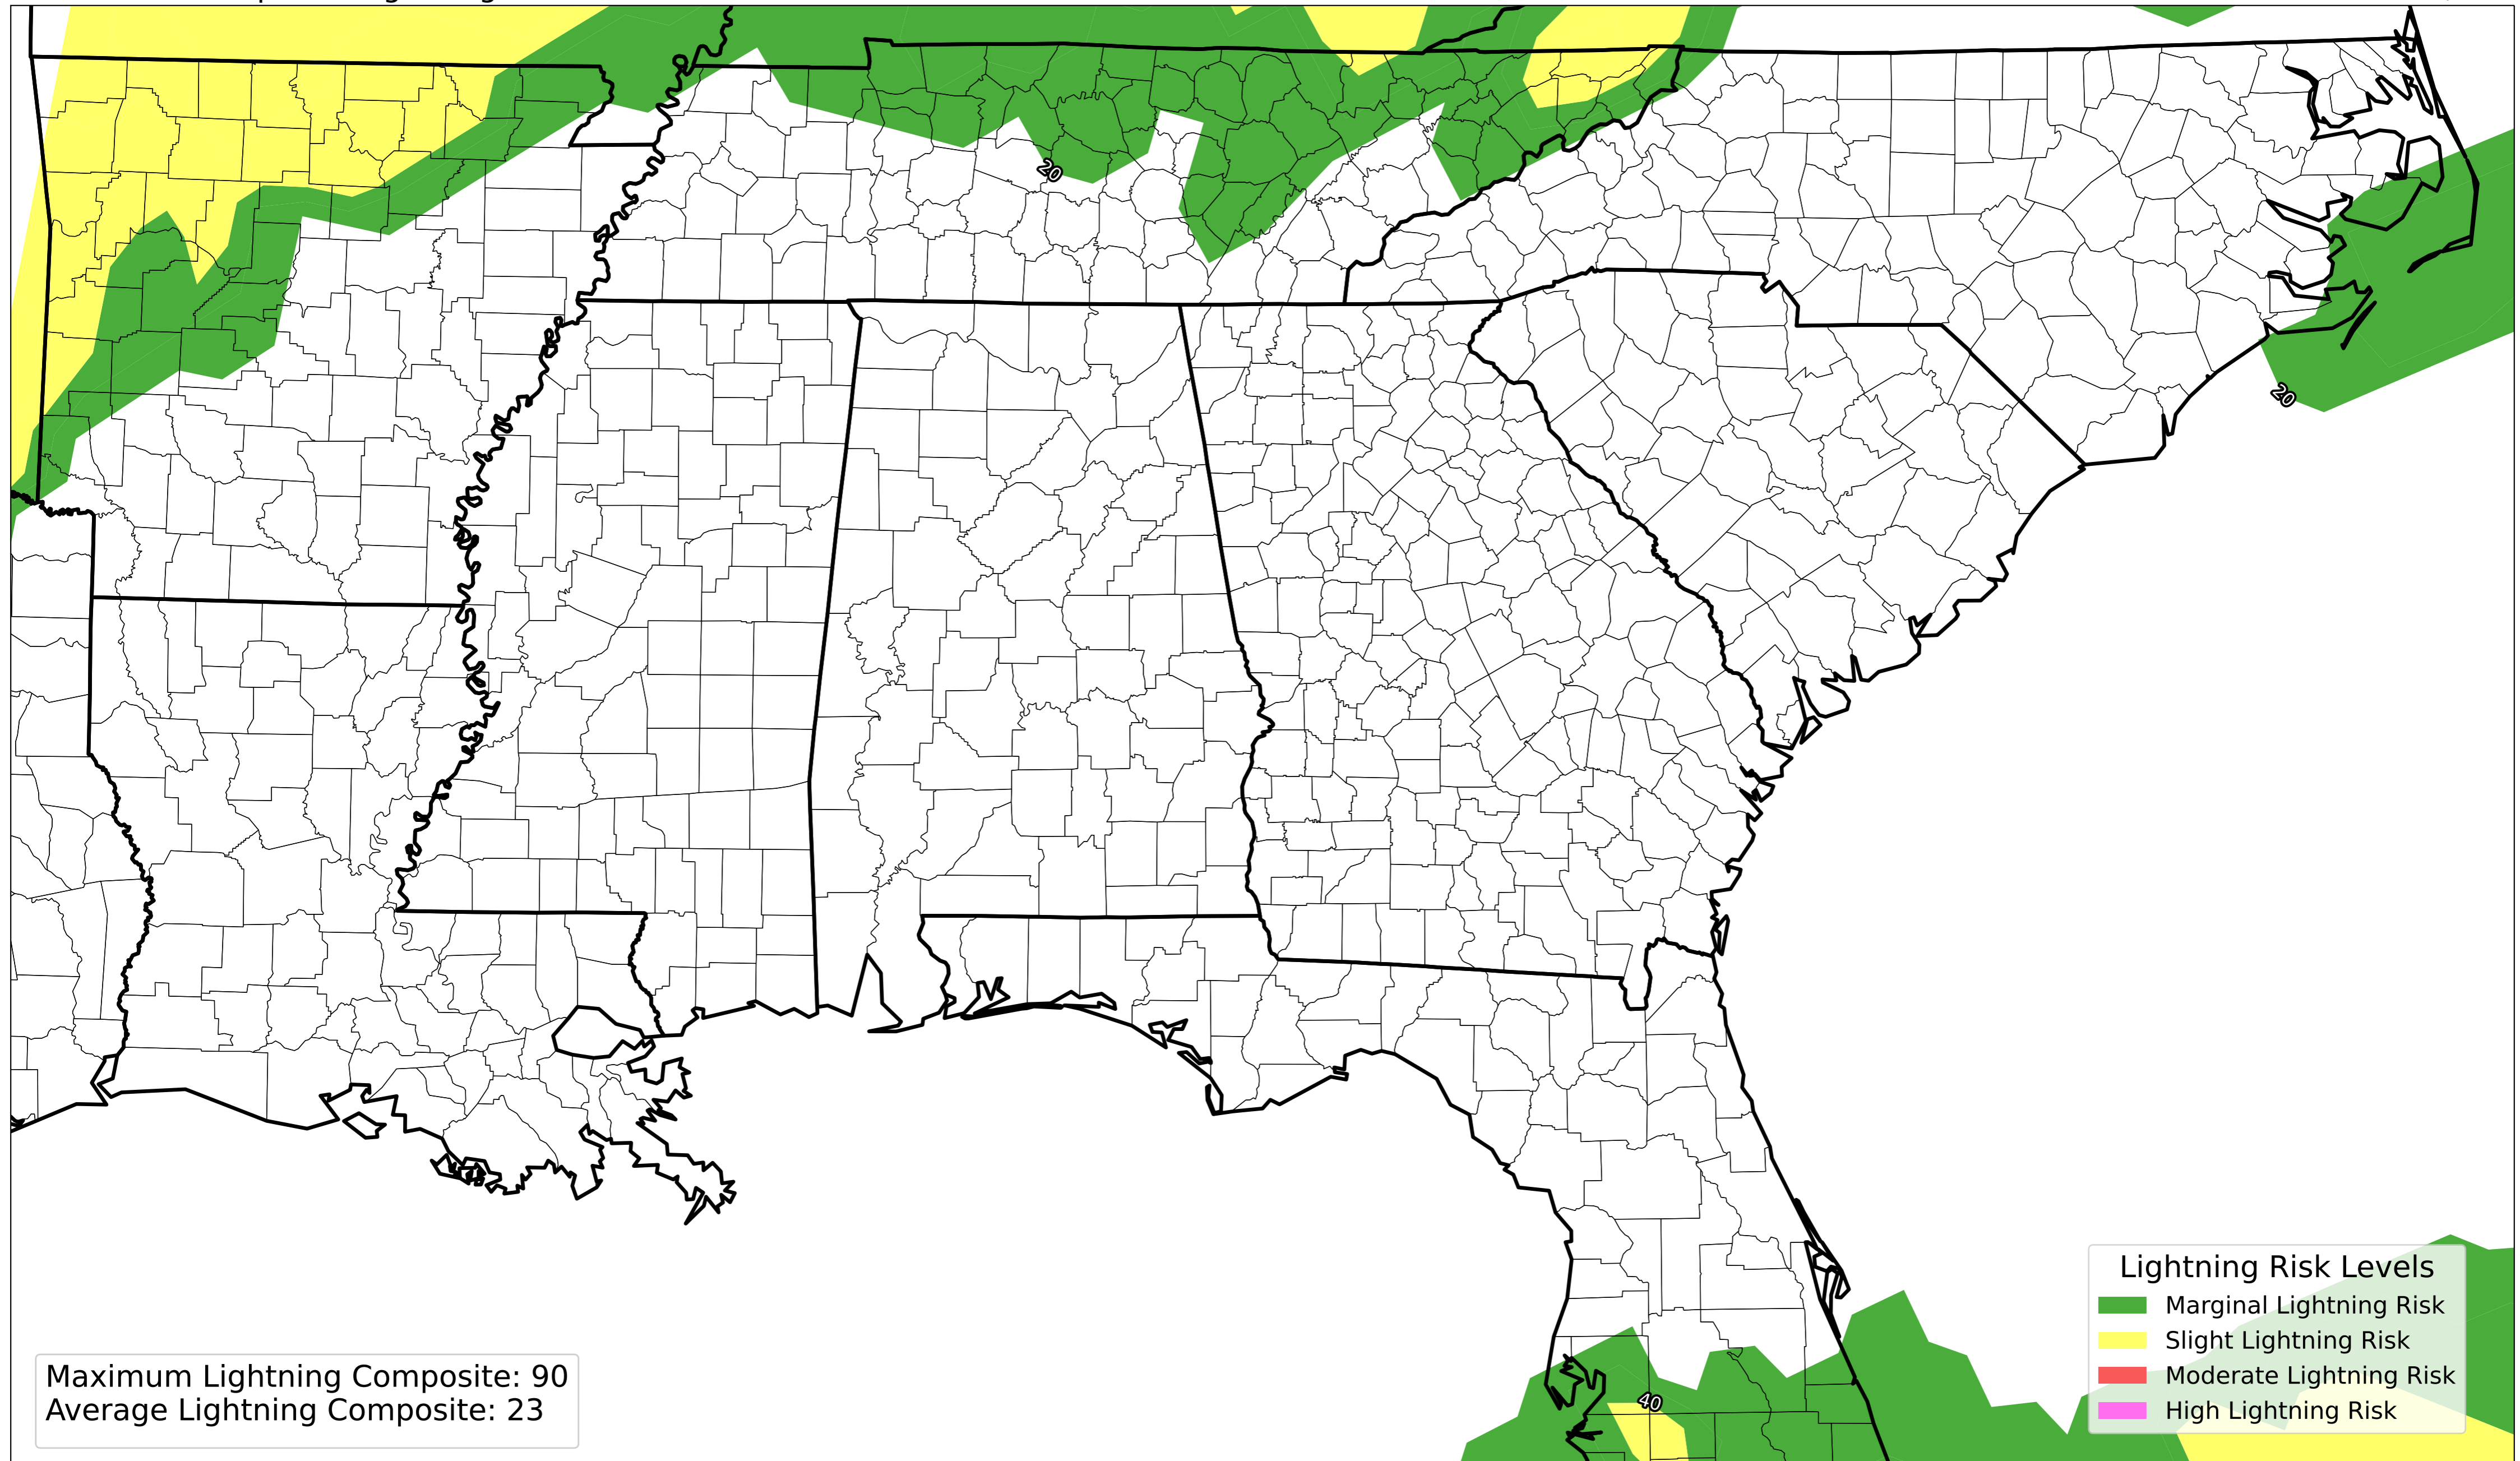 20
20
40
Lightning Risk Levels
Marginal Lightning Risk
Slight Lightning Risk
Moderate Lightning Risk
High Lightning Risk
Maximum Lightning Composite: 90
Average Lightning Composite: 23